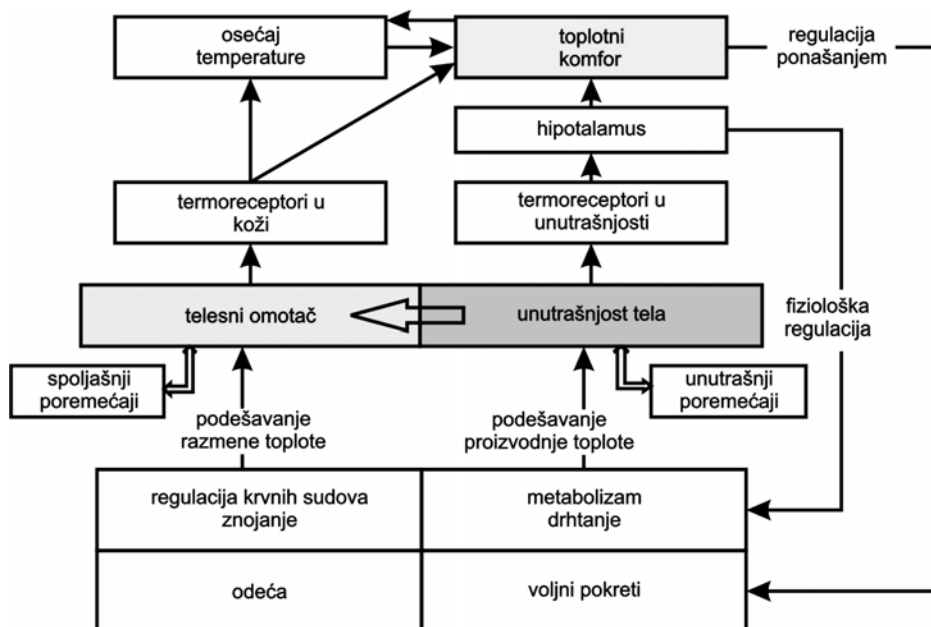 osećaj
temperature
toplotni
komfor
regulacija
ponašanjem
hipotalamus
termoreceptori u
koži
termoreceptori u
unutrašnjosti
telesni omotač
unutrašnjost tela
fiziološka
regulacija
spoljašnji
poremećaji
unutrašnji
poremećaji
podešavanje
razmene toplote
podešavanje
proizvodnje toplote
regulacija krvnih sudova
znojanje
metabolizam
drhtanje
odeća
voljni pokreti